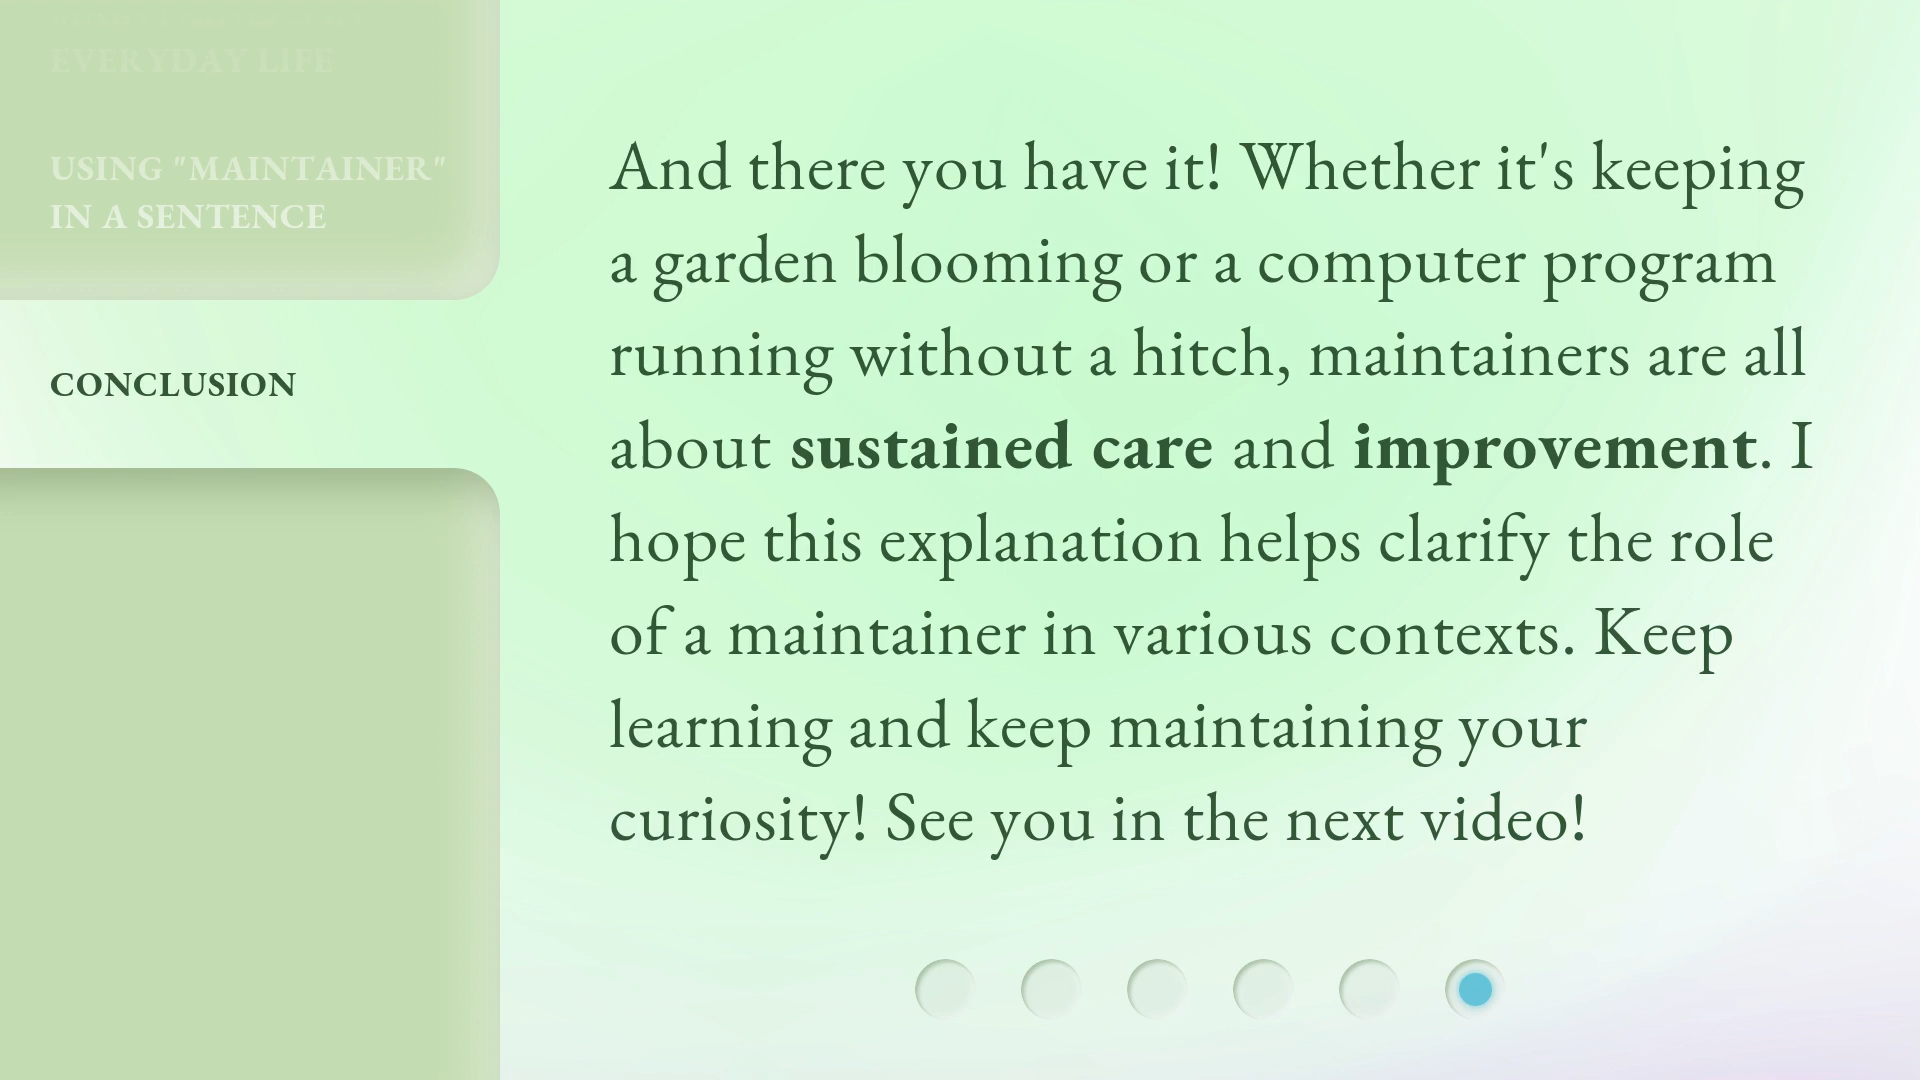 EVERYDAY LIFE
USING "MAINTAINER"
IN A SENTENCE
CONCLUSION
And there you have it! Whether it's keeping
a garden blooming or a computer program
running without a hitch, maintainers are all
about sustained care and improvement. I
hope this explanation helps clarify the role
of a maintainer in various contexts. Keep
learning and keep maintaining your
curiosity! See you in the next video!